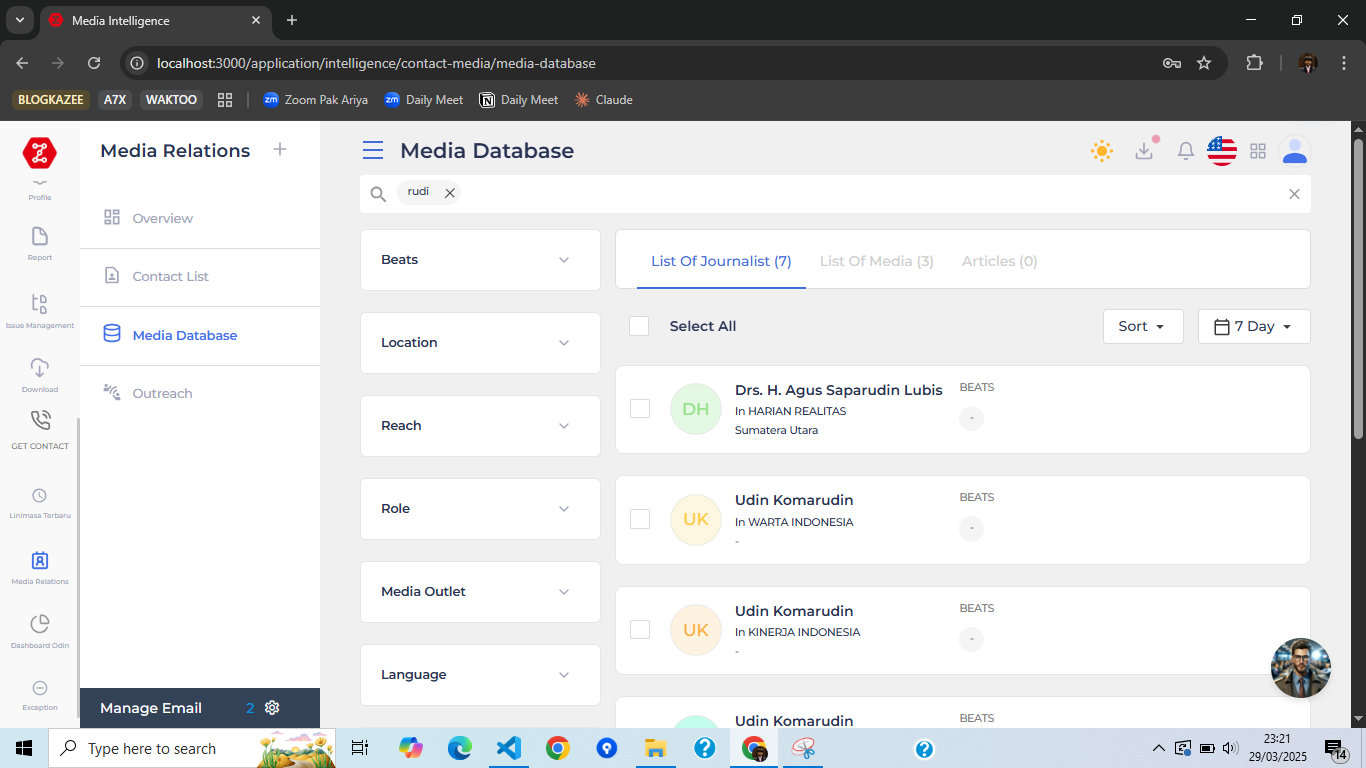 Media Intelligence
localhost:3000/application/intelligence/contact-media/media-database
BLOGKAZEE
A7X
WAKTOO
zm Zoom Pak Ariya
zm Daily Meet
Daily Meet
Claude
Profile
Report
Issue Management
Download
GET CONTACT
Linimasa Terbaru
Media Relations
Dashboard Odin
Exception
Media Relations
Overview
Contact List
Media Database
Outreach
Manage Email 2
Media Database
rudi
Beats
Location
Reach
Role
Media Outlet
Language
List Of Journalist (7)
List Of Media (3)
Articles (0)
Select All
Sort
7 Day
DH
Drs. H. Agus Saparudin Lubis
In HARIAN REALITAS
Sumatera Utara
BEATS
-
UK
Udin Komarudin
In WARTA INDONESIA
-
BEATS
-
UK
Udin Komarudin
In KINERJA INDONESIA
-
BEATS
-
Udin Komarudin
BEATS
Type here to search
23:21
29/03/2025
14